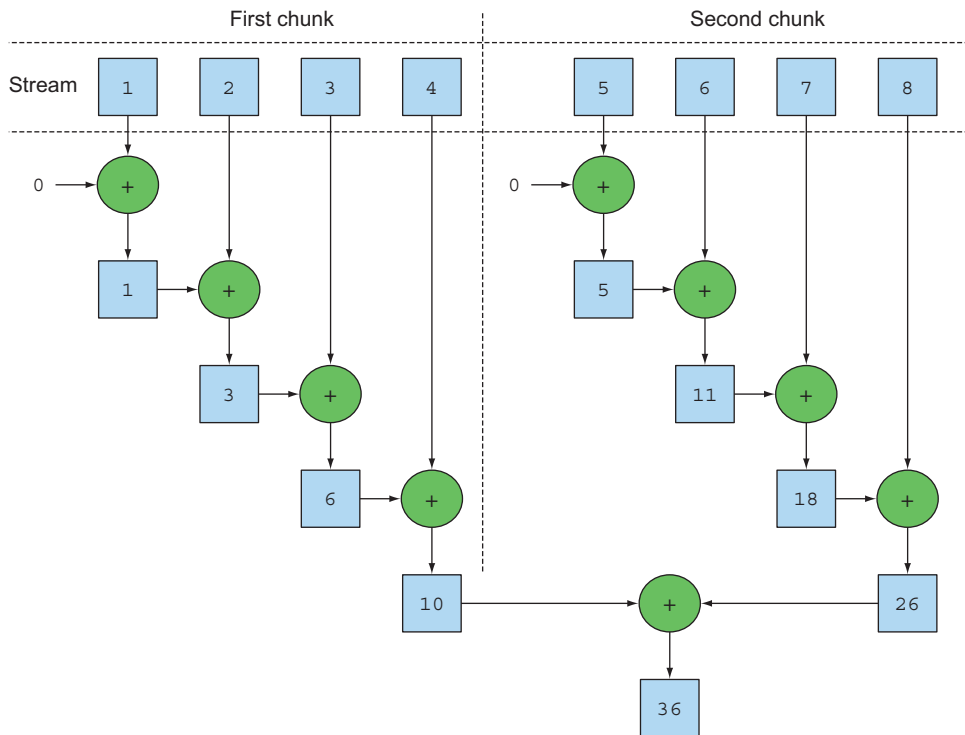 First chunk Second chunk
Stream 1 2 3 4 5 6 7 8
0 + 0 +
1 + 5 +
3 + 11 +
6 + 18 +
10 + 26
36